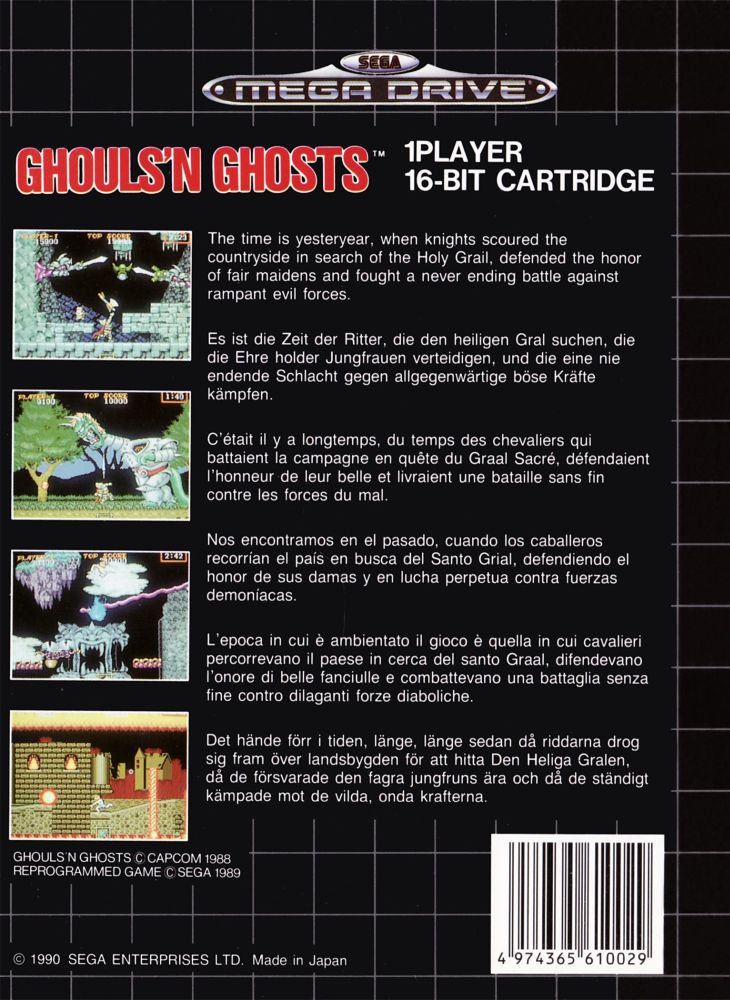 SEGA
MEGA DRIVE
GHOULS'N GHOSTS™
1PLAYER
16-BIT CARTRIDGE
The time is yesteryear, when knights scoured the
countryside in search of the Holy Grail, defended the honor
of fair maidens and fought a never ending battle against
rampant evil forces.
Es ist die Zeit der Ritter, die den heiligen Gral suchen, die
die Ehre holder Jungfrauen verteidigen, und die eine nie
endende Schlacht gegen allgegenwärtige böse Kräfte
kämpfen.
C'était il y a longtemps, du temps des chevaliers qui
battaient la campagne en quête du Graal Sacré, défendaient
l'honneur de leur belle et livraient une bataille sans fin
contre les forces du mal.
Nos encontramos en el pasado, cuando los caballeros
recorrían el país en busca del Santo Grial, defendiendo el
honor de sus damas y en lucha perpetua contra fuerzas
demoníacas.
L'epoca in cui è ambientato il gioco è quella in cui cavalieri
percorrevano il paese in cerca del santo Graal, difendevano
l'onore di belle fanciulle e combattevano una battaglia senza
fine contro dilaganti forze diaboliche.
Det hände förr i tiden, länge, länge sedan då riddarna drog
sig fram över landsbygden för att hitta Den Heliga Gralen,
då de försvarade den fagra jungfruns ära och då de ständigt
kämpade mot de vilda, onda krafterna.
PLAYER-1 TOP SCORE
9100 10000 1:40
TOP SCORE
2:42
GHOULS'N GHOSTS © CAPCOM 1988
REPROGRAMMED GAME © SEGA 1989
© 1990 SEGA ENTERPRISES LTD. Made in Japan
4 974365 610029